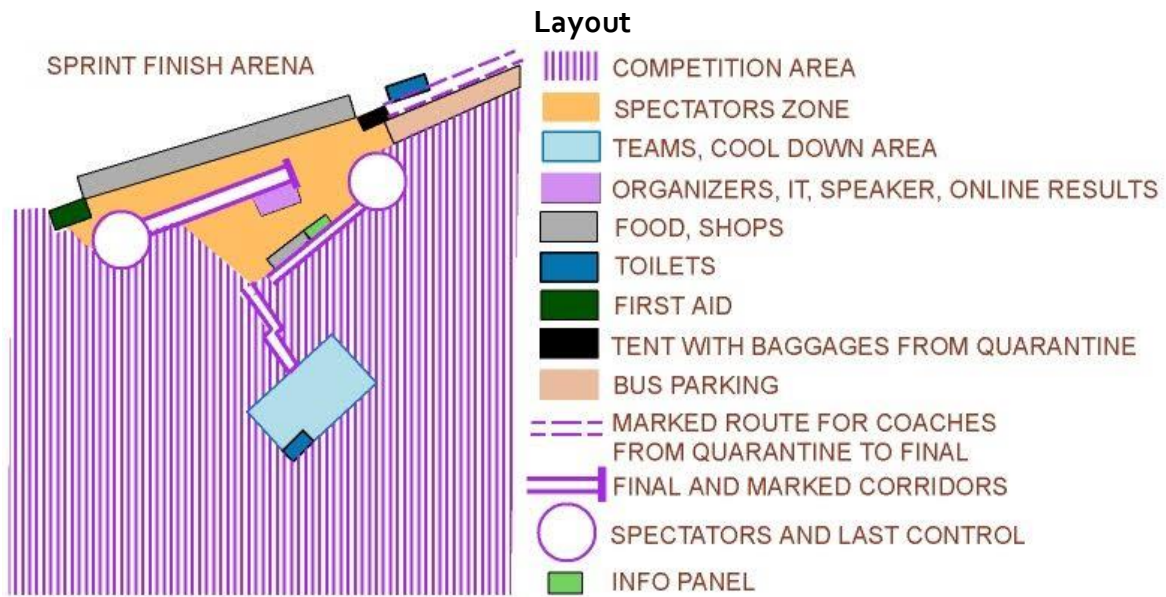 Layout
SPRINT FINISH ARENA
COMPETITION AREA
SPECTATORS ZONE
TEAMS, COOL DOWN AREA
ORGANIZERS, IT, SPEAKER, ONLINE RESULTS
FOOD, SHOPS
TOILETS
FIRST AID
TENT WITH BAGGAGES FROM QUARANTINE
BUS PARKING
MARKED ROUTE FOR COACHES
FROM QUARANTINE TO FINAL
FINAL AND MARKED CORRIDORS
SPECTATORS AND LAST CONTROL
INFO PANEL